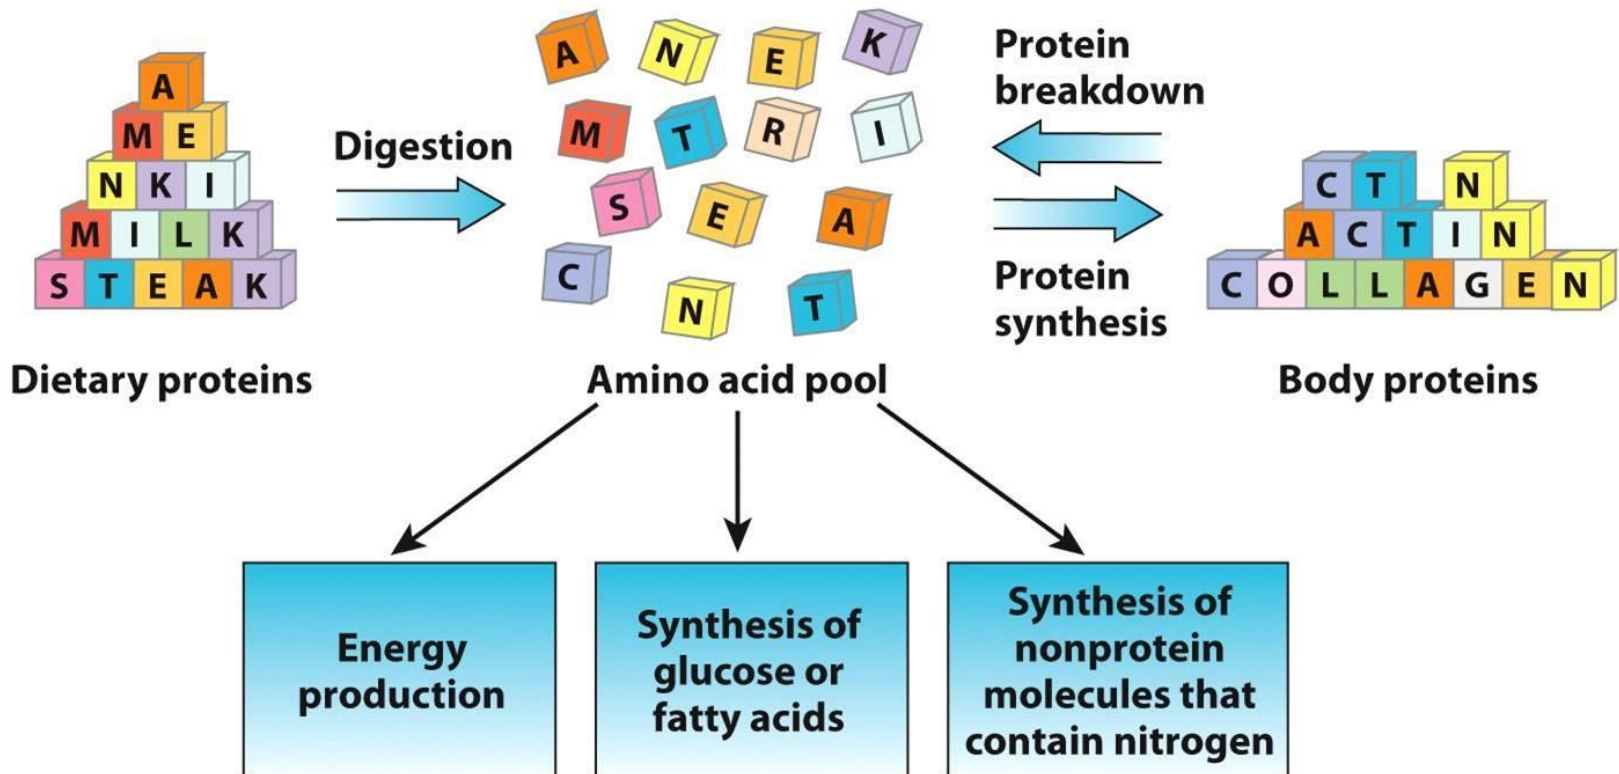 A
M E
N K I
M I L K
S T E A K
Dietary proteins
Digestion
A N E K
M T R I
S E A
C N T
Amino acid pool
Protein
breakdown
Protein
synthesis
C T N
A C T I N
C O L L A G E N
Body proteins
Energy
production
Synthesis of
glucose or
fatty acids
Synthesis of
nonprotein
molecules that
contain nitrogen